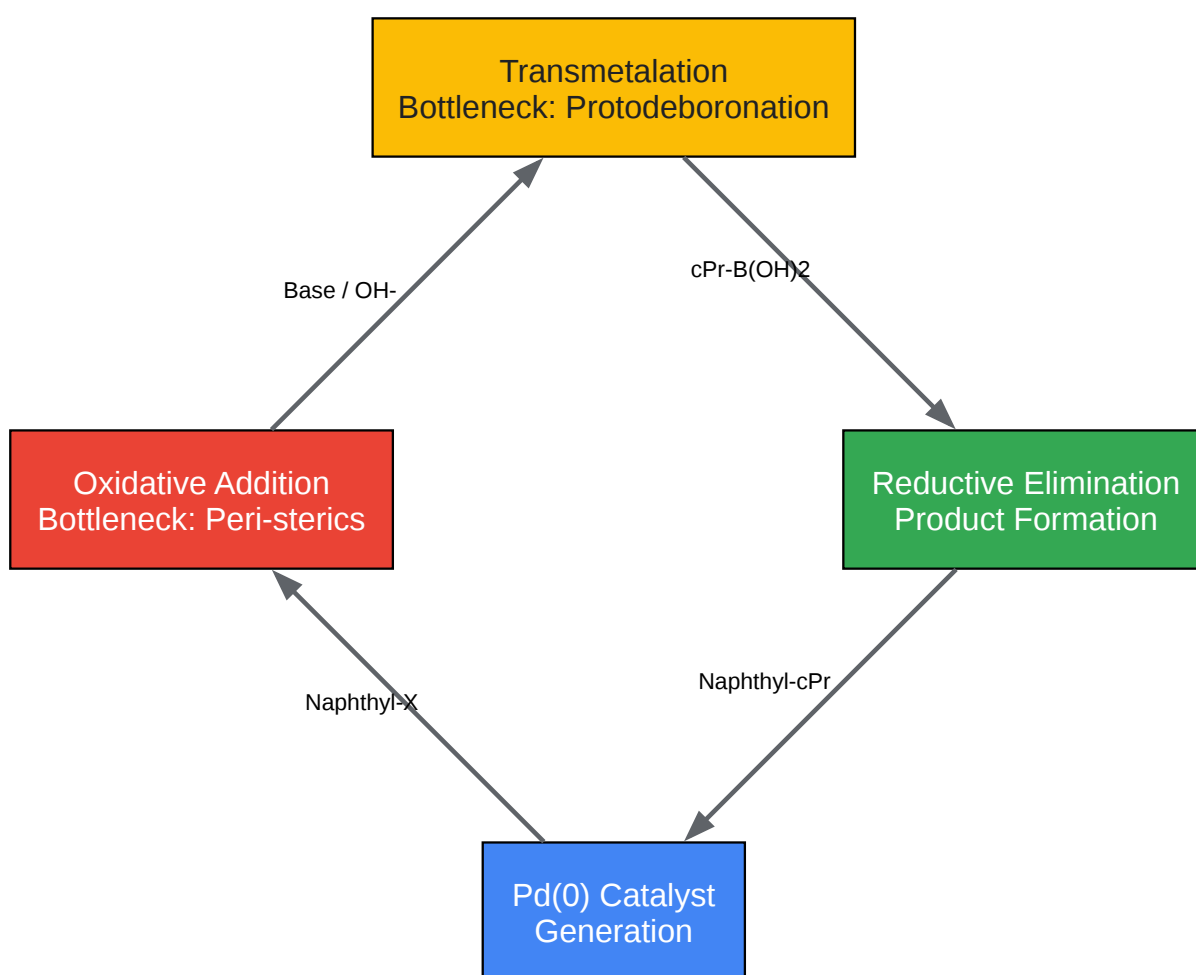 Transmetalation
Bottleneck: Protodeboronation
cPr-B(OH)2
Base / OH-
Oxidative Addition
Bottleneck: Peri-sterics
Reductive Elimination
Product Formation
Naphthyl-cPr
Naphthyl-X
Pd(0) Catalyst
Generation